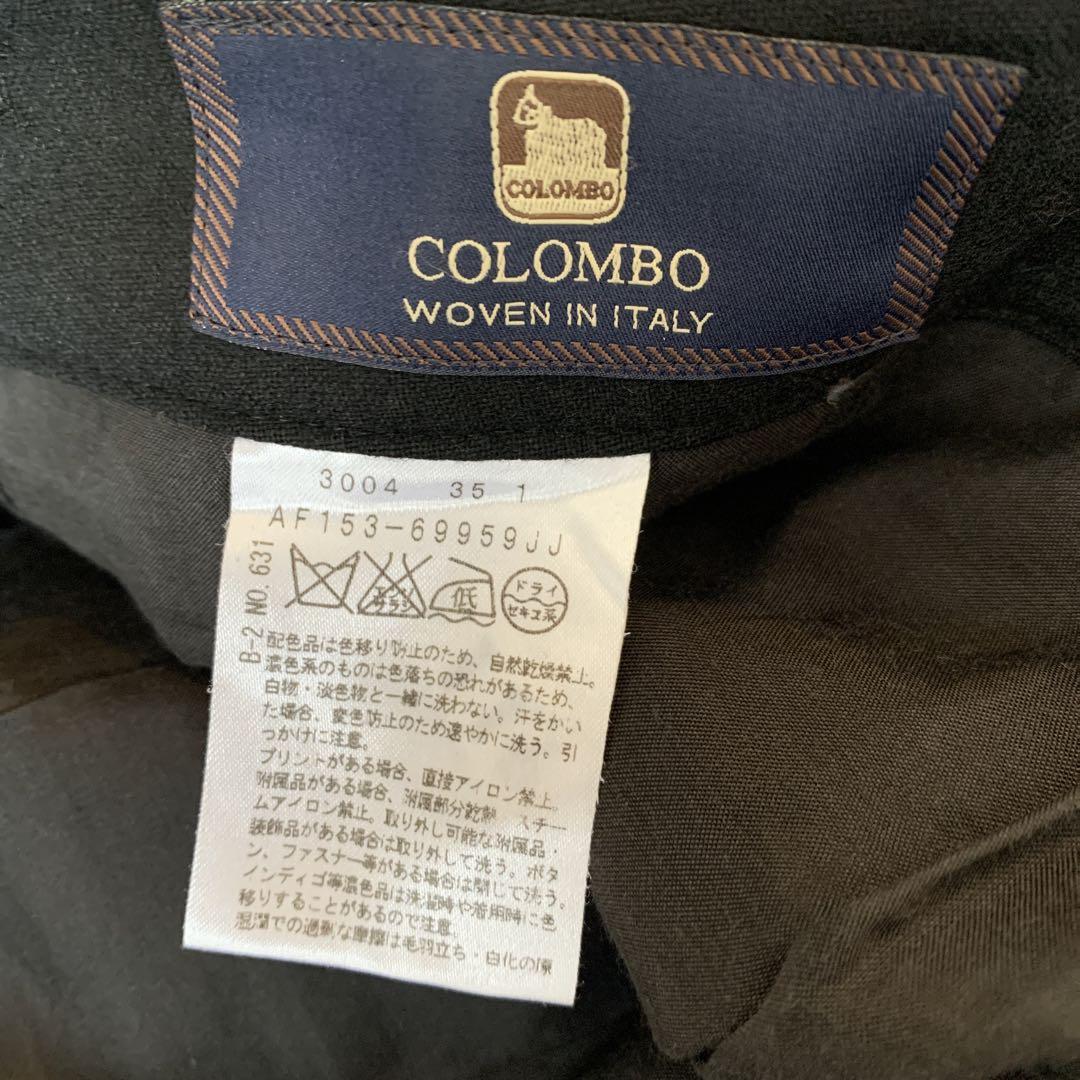 COLOMBO
COLOMBO
WOVEN IN ITALY
3004 35 1
AF153-69959JJ
B-2 NO.631
エンソサラシ
低
ドライ
セキユ系
配色品は色移り防止のため、自然乾燥禁止。
濃色系のものは色落ちの恐れがあるため、
白物・淡色物と一緒に洗わない。汗をかい
た場合、変色防止のため速やかに洗う。引
っかけに注意。
プリントがある場合、直接アイロン禁止。
附属品がある場合、附属部分乾熱、スチー
ムアイロン禁止。取り外し可能な附属品・
装飾品がある場合は取り外して洗う。ボタ
ン、ファスナー等がある場合は閉じて洗う。
インディゴ等濃色品は洗濯時や着用時に色
移りすることがあるので注意
湿潤での過剰な摩擦は毛羽立ち・白化の原